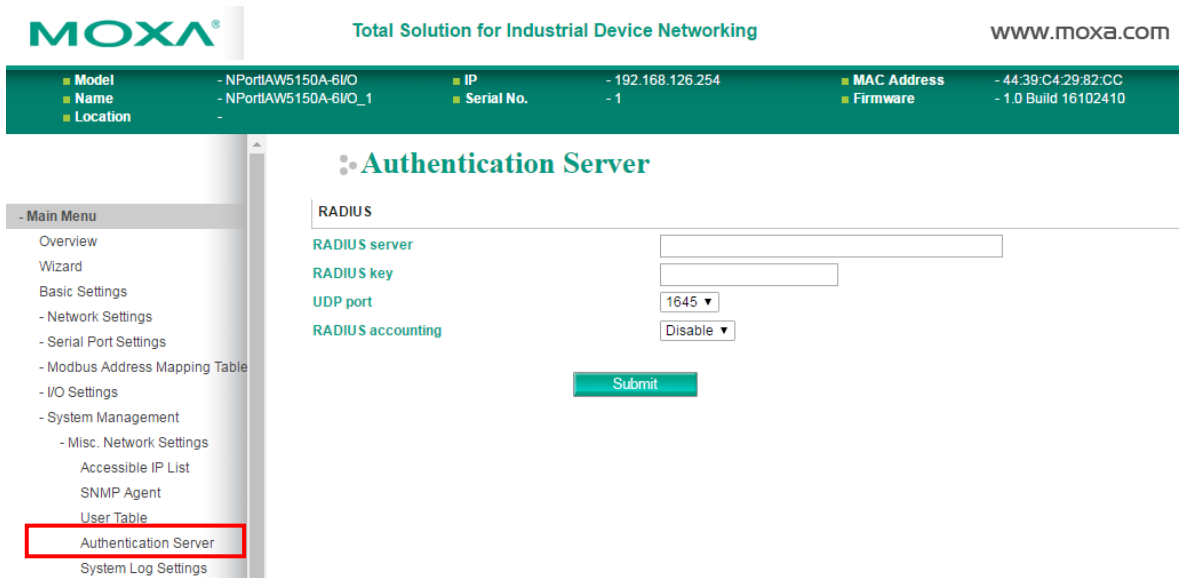 MOXA® Total Solution for Industrial Device Networking www.moxa.com
Model - NPortIAW5150A-6I/O IP - 192.168.126.254 MAC Address - 44:39:C4:29:82:CC
Name - NPortIAW5150A-6I/O_1 Serial No. - 1 Firmware - 1.0 Build 16102410
Location -
Authentication Server
- Main Menu
Overview
Wizard
Basic Settings
- Network Settings
- Serial Port Settings
- Modbus Address Mapping Table
- I/O Settings
- System Management
- Misc. Network Settings
Accessible IP List
SNMP Agent
User Table
Authentication Server
System Log Settings
RADIUS
RADIUS server
RADIUS key
UDP port 1645
RADIUS accounting Disable
Submit